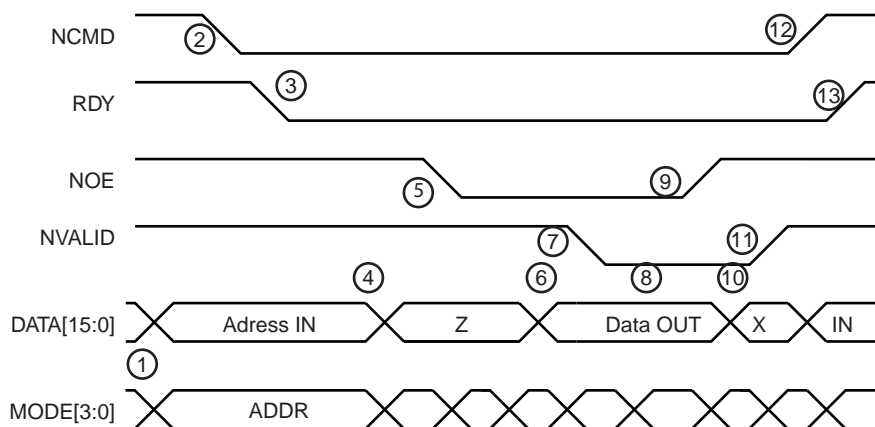 NCMD ② ⑫
RDY ③ ⑬
NOE ⑤ ⑨
NVALID ⑦ ⑪
④ ⑥ ⑧ ⑩
DATA[15:0] Adress IN Z Data OUT X IN
①
MODE[3:0] ADDR